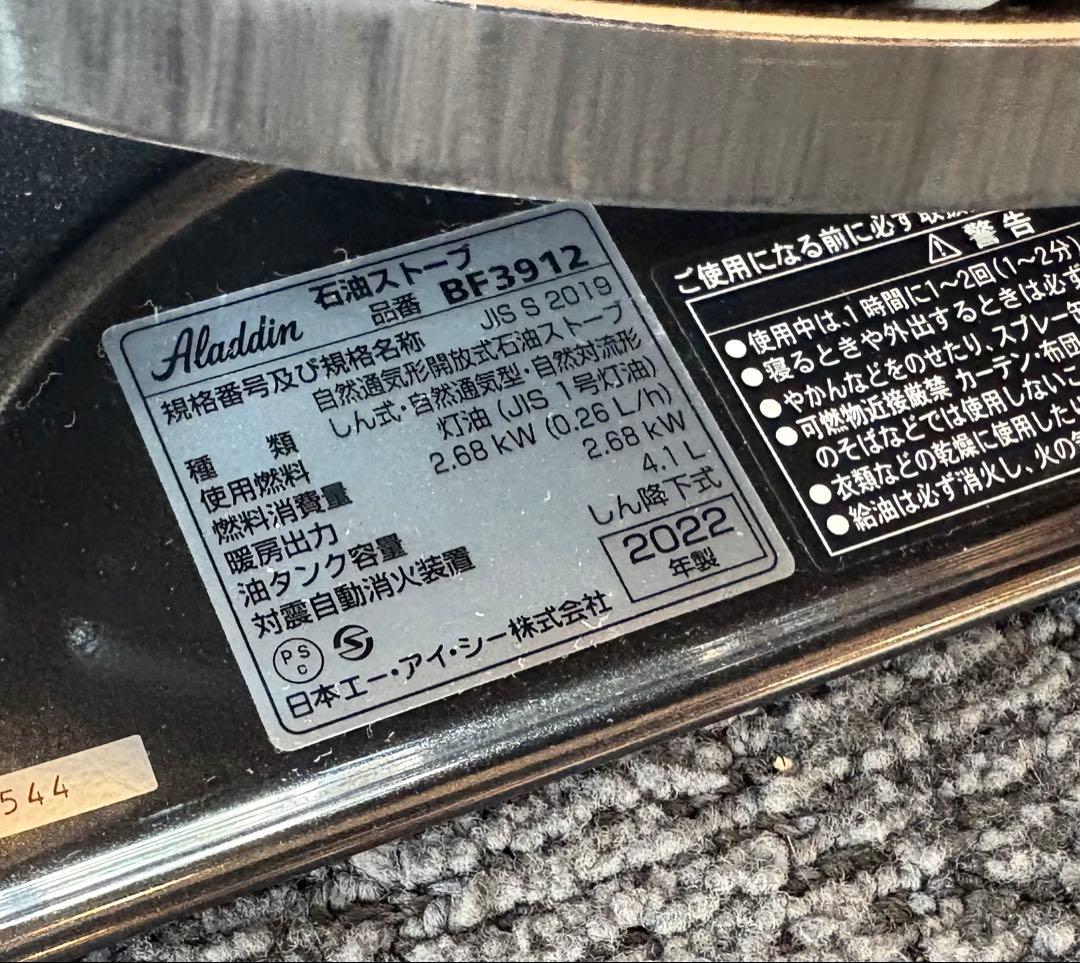 Aladdin 石油ストーブ
品番 BF3912
規格番号及び規格名称 JIS S 2019
自然通気形開放式石油ストーブ
種類 しん式・自然通気型・自然対流形
使用燃料 灯油 (JIS 1号灯油)
燃料消費量 2.68 kW (0.26 L/h)
暖房出力 2.68 kW
油タンク容量 4.1 L
対震自動消火装置 しん降下式
2022
年製
PS
C
日本エー・アイ・シー株式会社
544
ご使用になる前に必ず取扱
⚠ 警告
●使用中は、1時間に1～2回(1～2分)
●寝るときや外出するときは必ず
●やかんなどをのせたり、スプレー缶
●可燃物近接厳禁 カーテン・布団
のそばなどでは使用しないこ
●衣類などの乾燥に使用した
●給油は必ず消火し、火の気